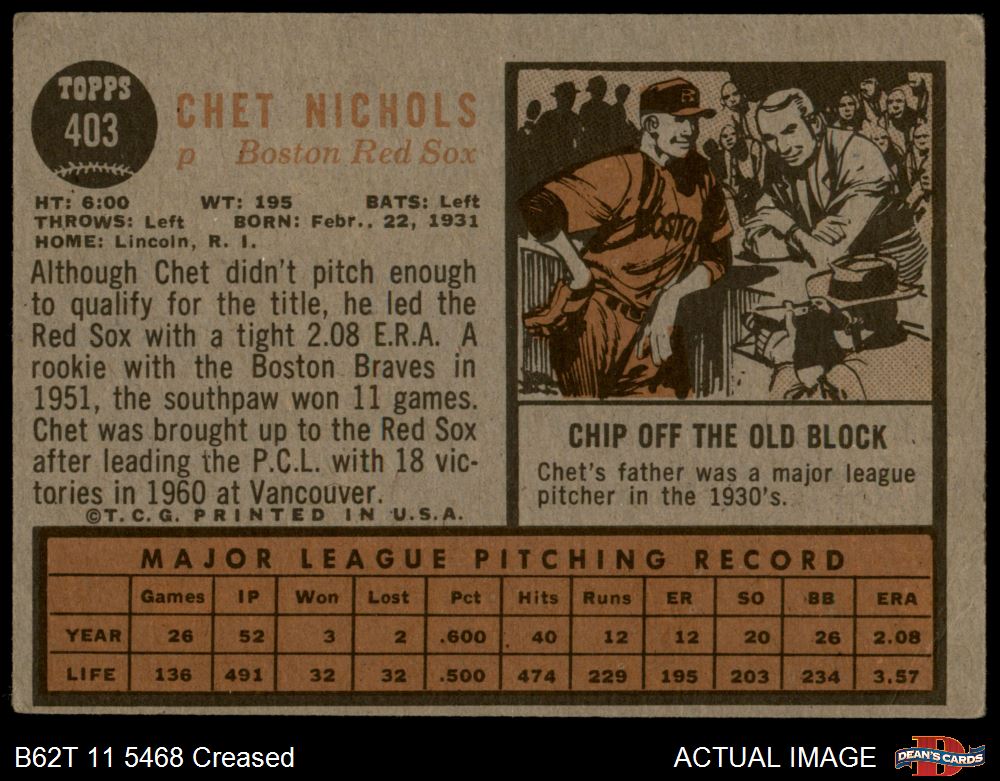 TOPPS
403
CHET NICHOLS
p Boston Red Sox
HT: 6:00 WT: 195 BATS: Left
THROWS: Left BORN: Febr.. 22, 1931
HOME: Lincoln, R. I.
Although Chet didn't pitch enough
to qualify for the title, he led the
Red Sox with a tight 2.08 E.R.A. A
rookie with the Boston Braves in
1951, the southpaw won 11 games.
Chet was brought up to the Red Sox
after leading the P.C.L. with 18 vic-
tories in 1960 at Vancouver.
©T.C.G. PRINTED IN U.S.A.
B
BOSTON
CHIP OFF THE OLD BLOCK
Chet's father was a major league
pitcher in the 1930's.
MAJOR LEAGUE PITCHING RECORD
Games IP Won Lost Pct Hits Runs ER SO BB ERA
YEAR 26 52 3 2 .600 40 12 12 20 26 2.08
LIFE 136 491 32 32 .500 474 229 195 203 234 3.57
B62T 11 5468 Creased
ACTUAL IMAGE
D
DEAN'S CARDS